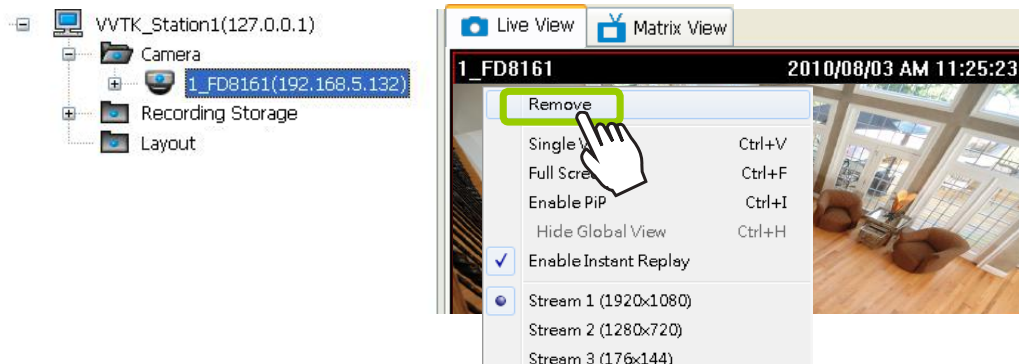 VVTK_Station1(127.0.0.1)
Camera
1_FD8161(192.168.5.132)
Recording Storage
Layout
Live View Matrix View
1_FD8161 2010/08/03 AM 11:25:23
Remove
Single V Ctrl+V
Full Scre Ctrl+F
Enable PiP Ctrl+I
Hide Global View Ctrl+H
Enable Instant Replay
Stream 1 (1920x1080)
Stream 2 (1280x720)
Stream 3 (176x144)